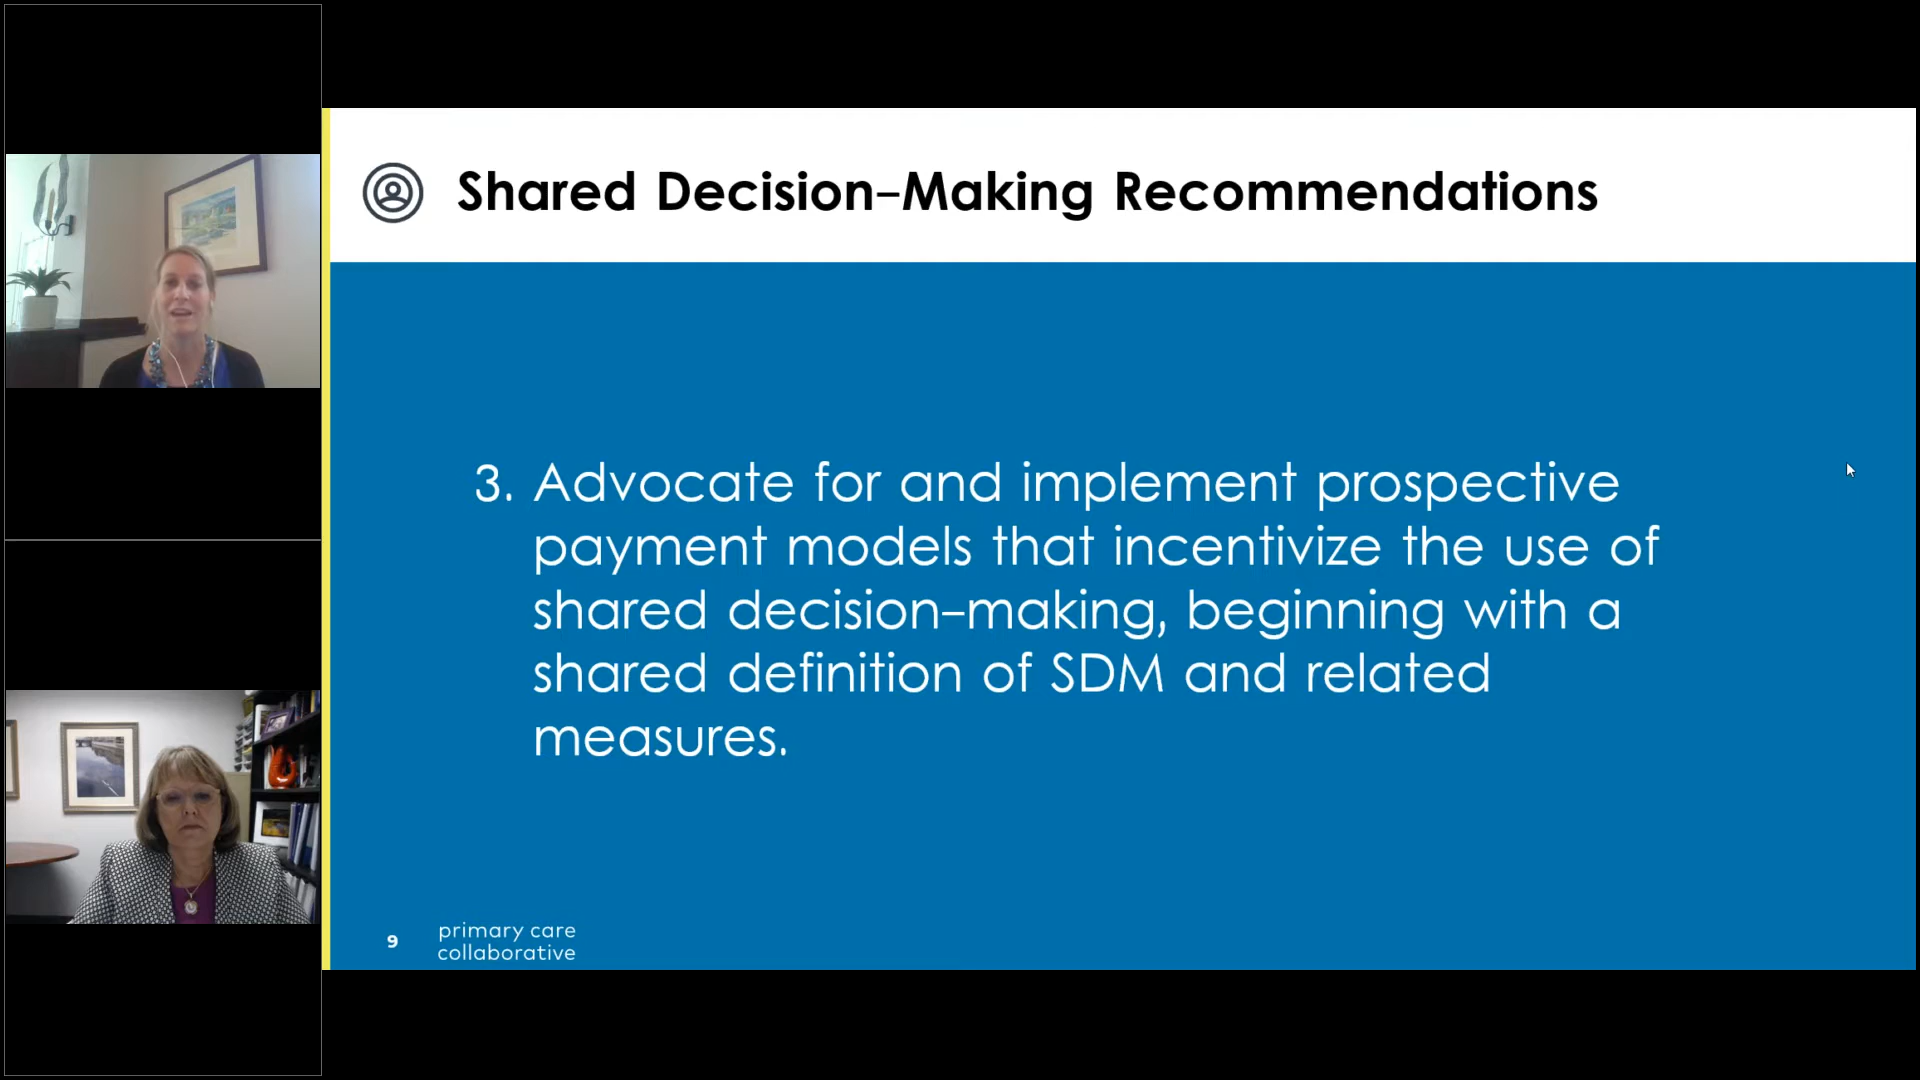 Shared Decision–Making Recommendations
3. Advocate for and implement prospective
payment models that incentivize the use of
shared decision–making, beginning with a
shared definition of SDM and related
measures.
9
primary care
collaborative